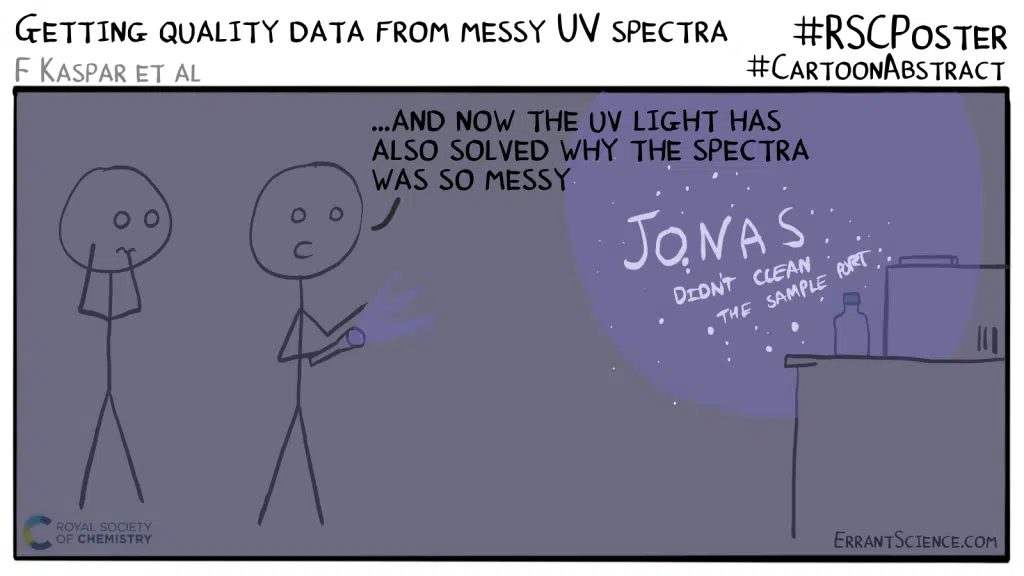 GETTING QUALITY DATA FROM MESSY UV SPECTRA
#RSCPOSTER
F KASPAR ET AL
#CARTOONABSTRACT
...AND NOW THE UV LIGHT HAS
ALSO SOLVED WHY THE SPECTRA
WAS SO MESSY
JONAS
DIDN'T CLEAN
THE SAMPLE PORT
ROYAL SOCIETY
OF CHEMISTRY
ERRANTSCIENCE.COM